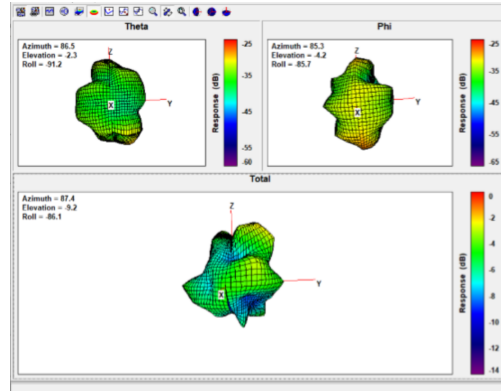 Theta
Azimuth = 86.5
Elevation = -2.3
Roll = -91.2
Z
Y
X
-25
-35
-45
-55
-60
Response (dB)
Phi
Azimuth = 85.3
Elevation = -4.2
Roll = -85.7
Z
Y
X
-25
-35
-45
-55
-65
Response (dB)
Total
Azimuth = 87.4
Elevation = -9.2
Roll = -86.1
Z
Y
X
0
-2
-4
-6
-8
-10
-12
-14
Response (dB)